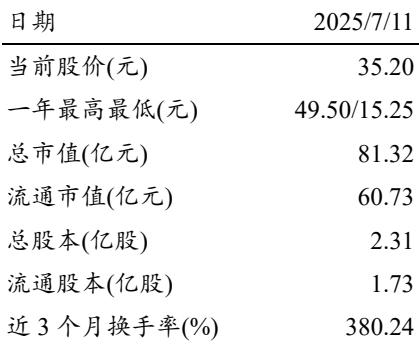 日期 2025/7/11
当前股价(元) 35.20
一年最高最低(元) 49.50/15.25
总市值(亿元) 81.32
流通市值(亿元) 60.73
总股本(亿股) 2.31
流通股本(亿股) 1.73
近 3 个月换手率(%) 380.24